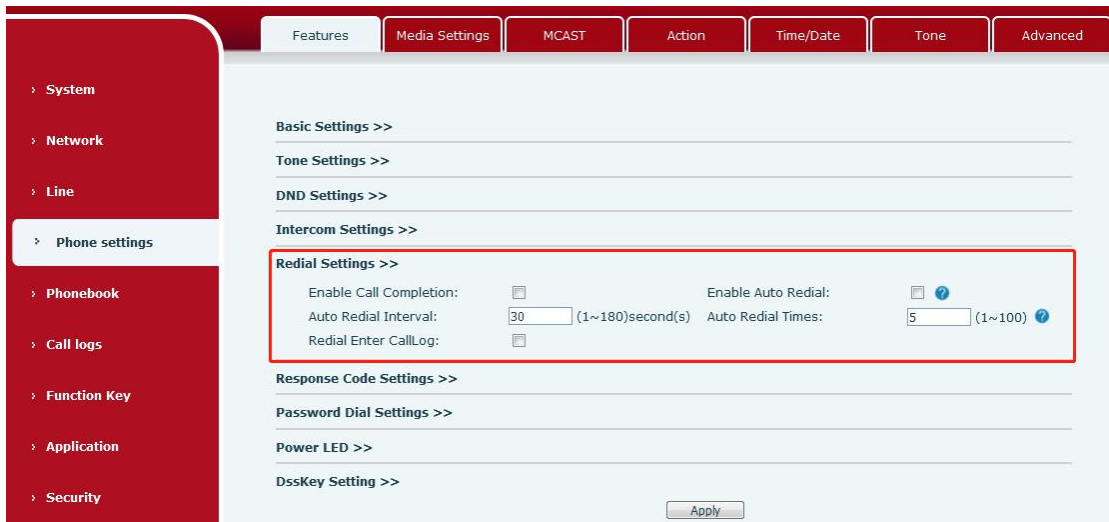 Features Media Settings MCAST Action Time/Date Tone Advanced
› System
› Network
› Line
› Phone settings
› Phonebook
› Call logs
› Function Key
› Application
› Security
Basic Settings >>
Tone Settings >>
DND Settings >>
Intercom Settings >>
Redial Settings >>
Enable Call Completion: Enable Auto Redial: ?
Auto Redial Interval: 30 (1~180)second(s) Auto Redial Times: 5 (1~100) ?
Redial Enter CallLog:
Response Code Settings >>
Password Dial Settings >>
Power LED >>
DssKey Setting >>
Apply